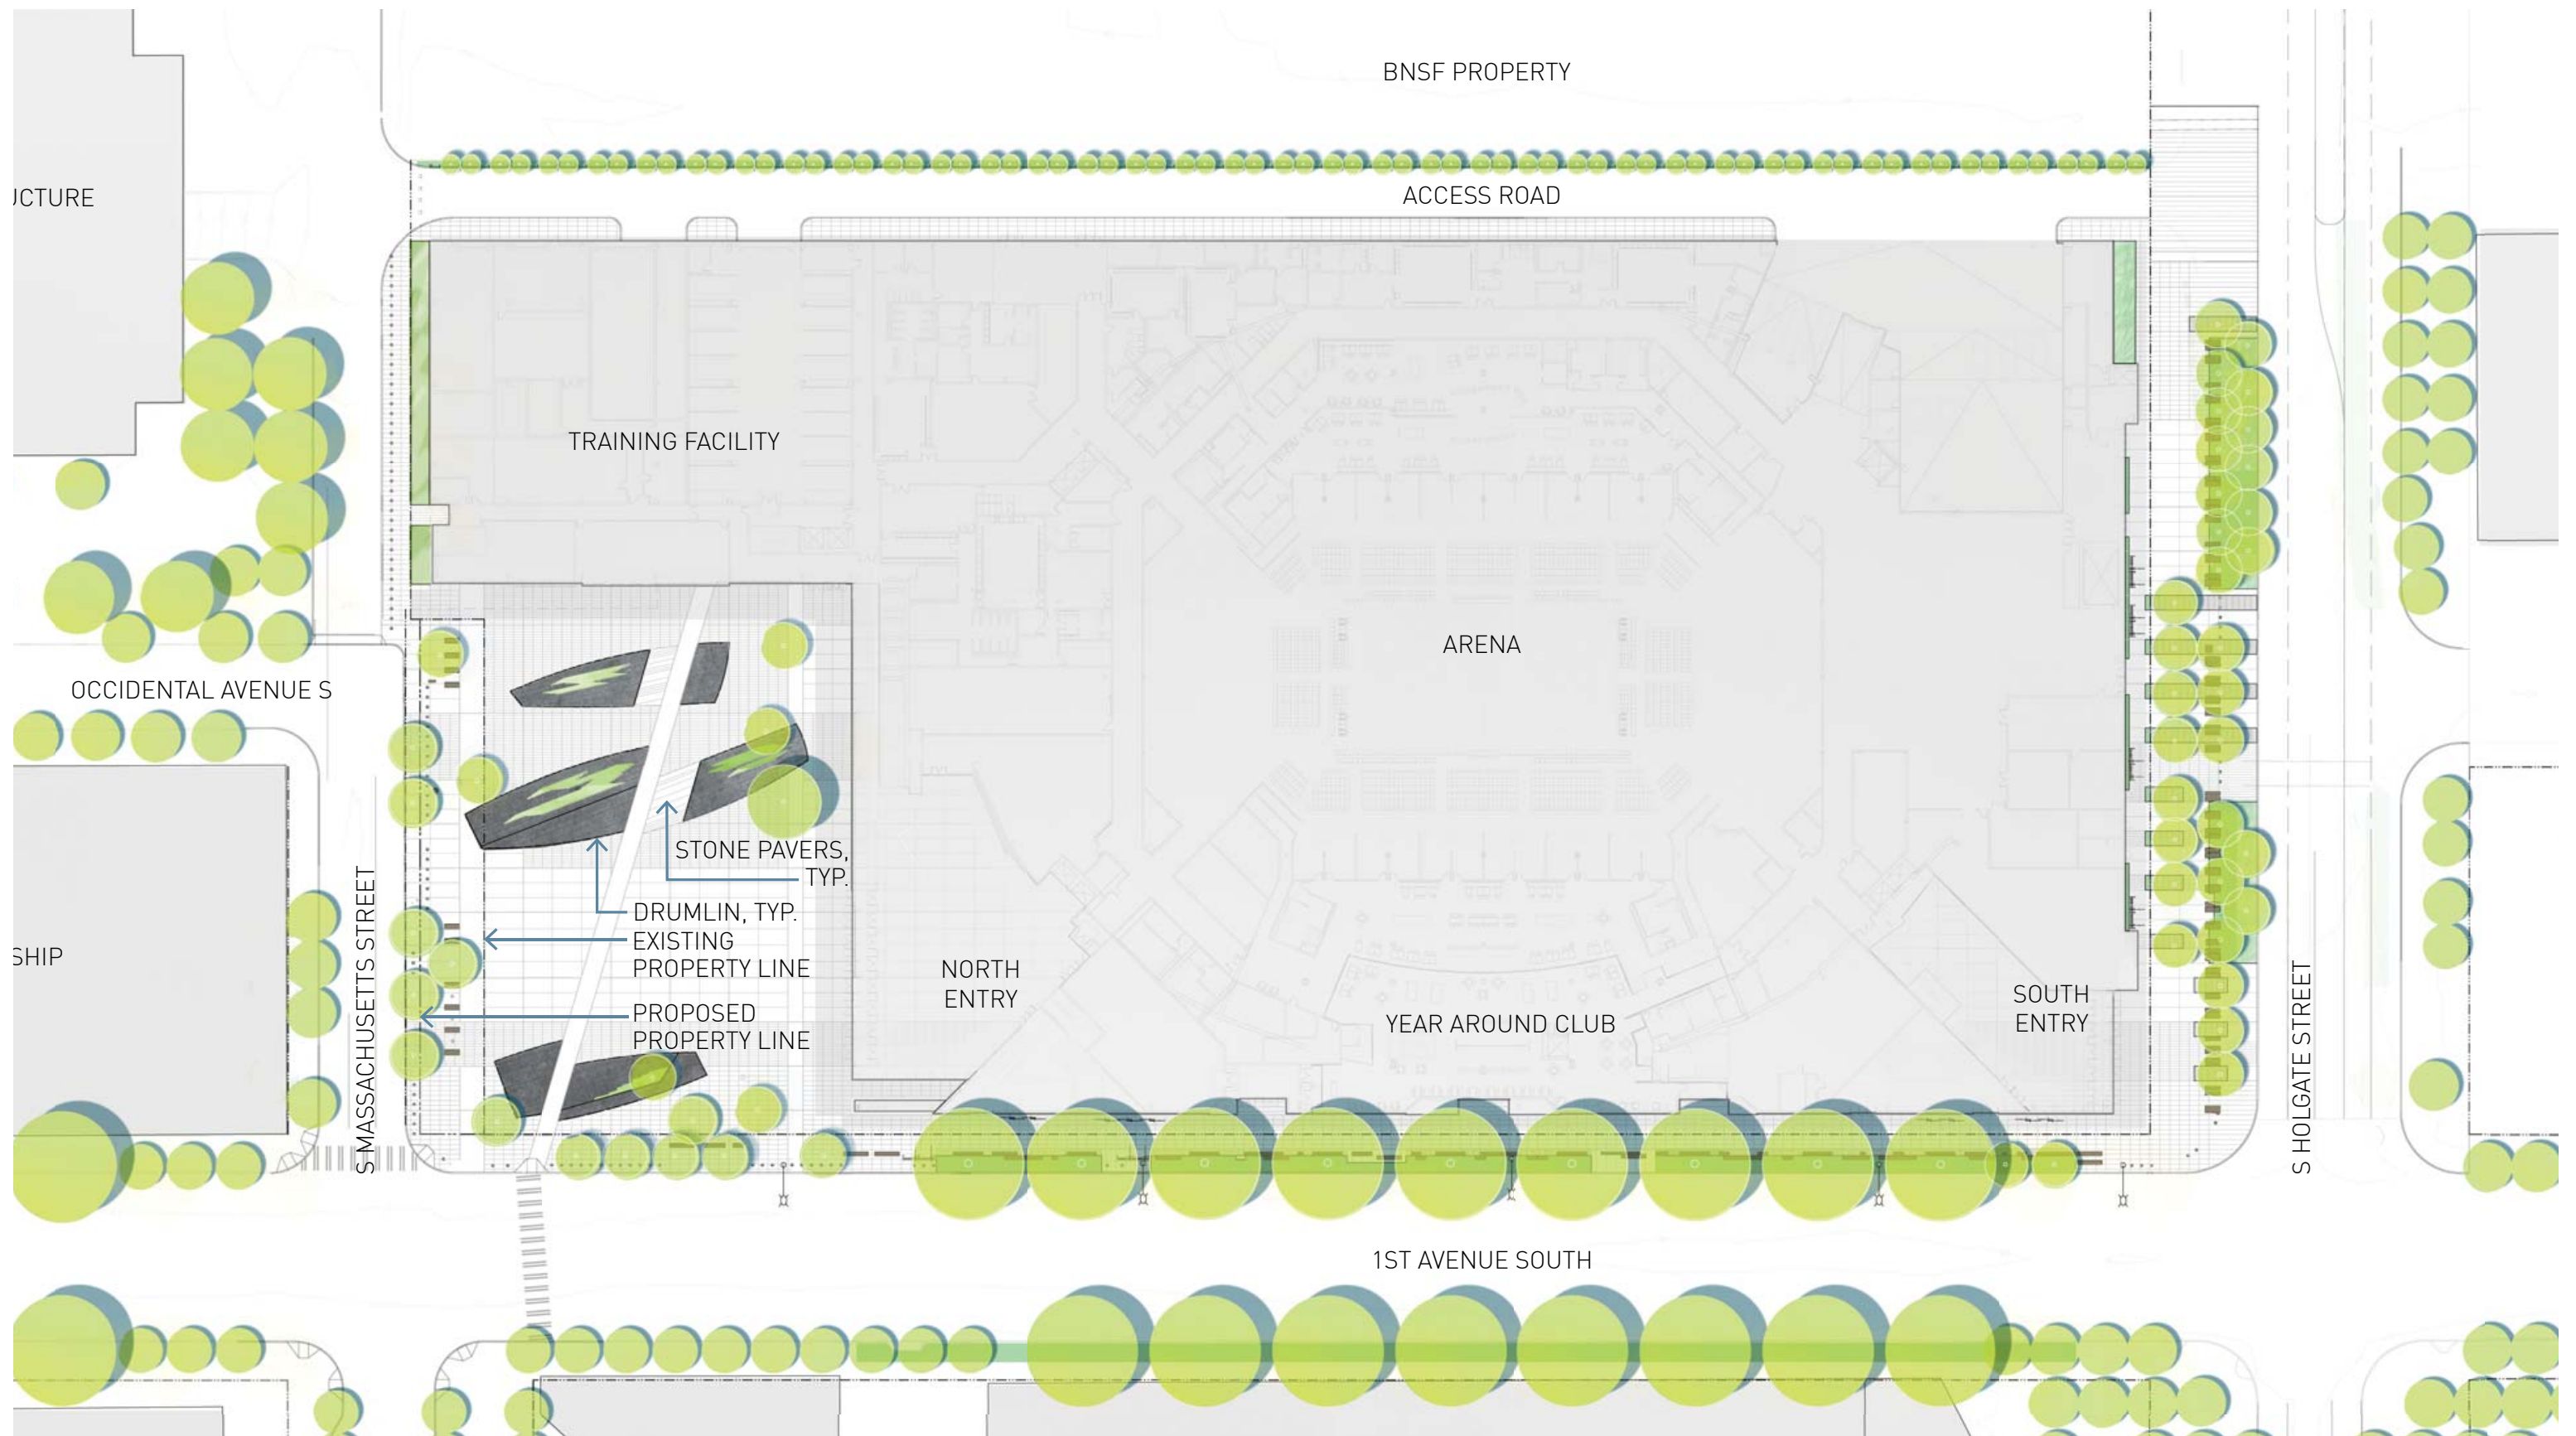 BNSF PROPERTY
ACCESS ROAD
UCTURE
TRAINING FACILITY
ARENA
OCCIDENTAL AVENUE S
STONE PAVERS,
TYP.
DRUMLIN, TYP.
EXISTING
PROPERTY LINE
PROPOSED
PROPERTY LINE
SHIP
S MASSACHUSETTS STREET
NORTH
ENTRY
YEAR AROUND CLUB
SOUTH
ENTRY
S HOLGATE STREET
1ST AVENUE SOUTH